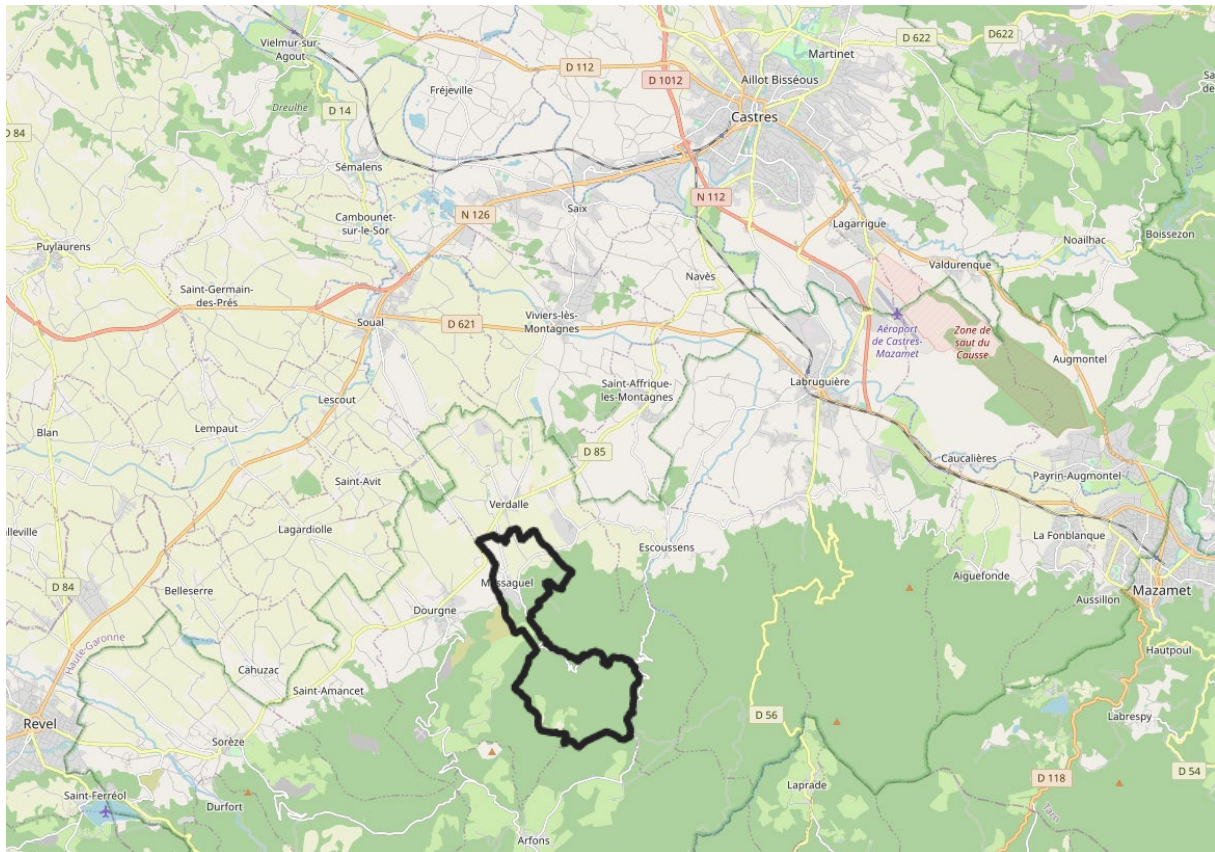 Vielmur-sur-
Agout
Martinet
D 622
D622
D 112
Aillot Bisséous
D 1012
Fréjeville
Dreulhe
D 14
Castres
D 84
Sémalens
N 112
Saix
Cambounet-
sur-le-Sor
N 126
Lagarrigue
Boissezon
Noailhac
Puylaurens
Valdurenque
Navès
Saint-Germain-
des-Prés
Viviers-lès-
Montagnes
Soual
D 621
Aéroport
de Castres-
Mazamet
Zone de
saut du
Causse
Augmontel
Labruguière
Saint-Affrique-
les-Montagnes
Lescout
Lempaut
Blan
D 85
Caucalières
Saint-Avit
Payrin-Augmontel
Verdalle
Lagardiolle
La Fonblanque
Escoussens
Massaguel
Aiguefonde
D 84
Belleserre
Mazamet
Aussillon
Dourgne
Haute-Garonne
Hautpoul
Cahuzac
Saint-Amancet
D 56
Labrespy
Revel
Sorèze
D 118
D 54
Laprade
Saint-Ferréol
Durfort
Tarn
Arfons